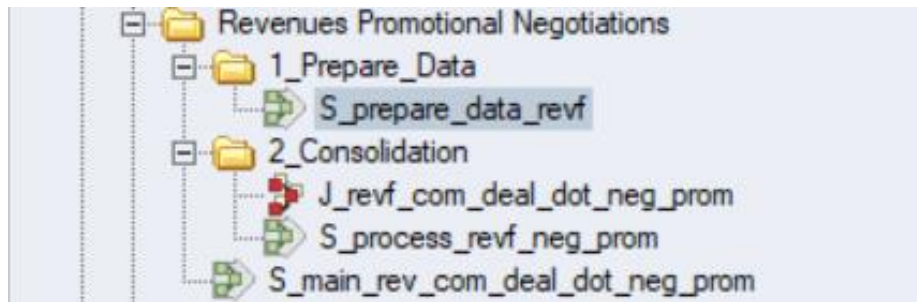 Revenues Promotional Negotiations
1_Prepare_Data
S_prepare_data_revf
2_Consolidation
J_revf_com_deal_dot_neg_prom
S_process_revf_neg_prom
S_main_rev_com_deal_dot_neg_prom